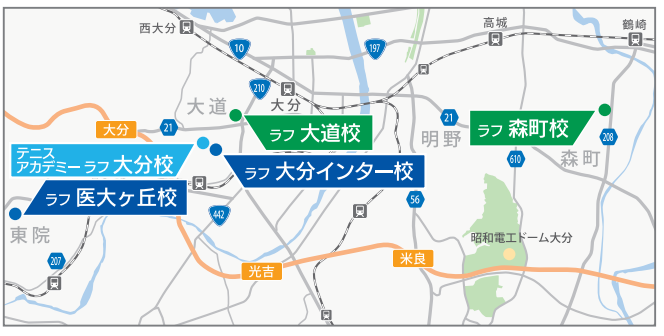 西大分
高城
鶴崎
10
197
210
大道
大分
大分
21
21
ラフ 大道校
明野
ラフ 森町校
208
森町
610
テニス
アカデミー ラフ 大分校
ラフ 大分インター校
ラフ 医大ヶ丘校
56
442
東院
207
光吉
米良
昭和電工ドーム大分